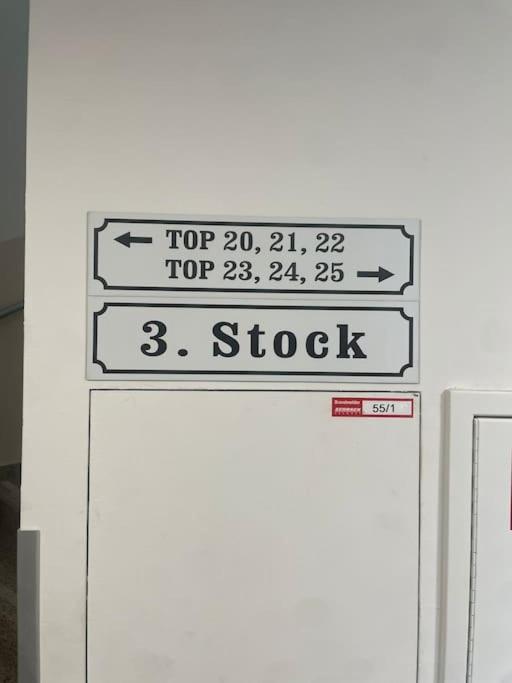 ← TOP 20, 21, 22
TOP 23, 24, 25 →
3. Stock
55/1